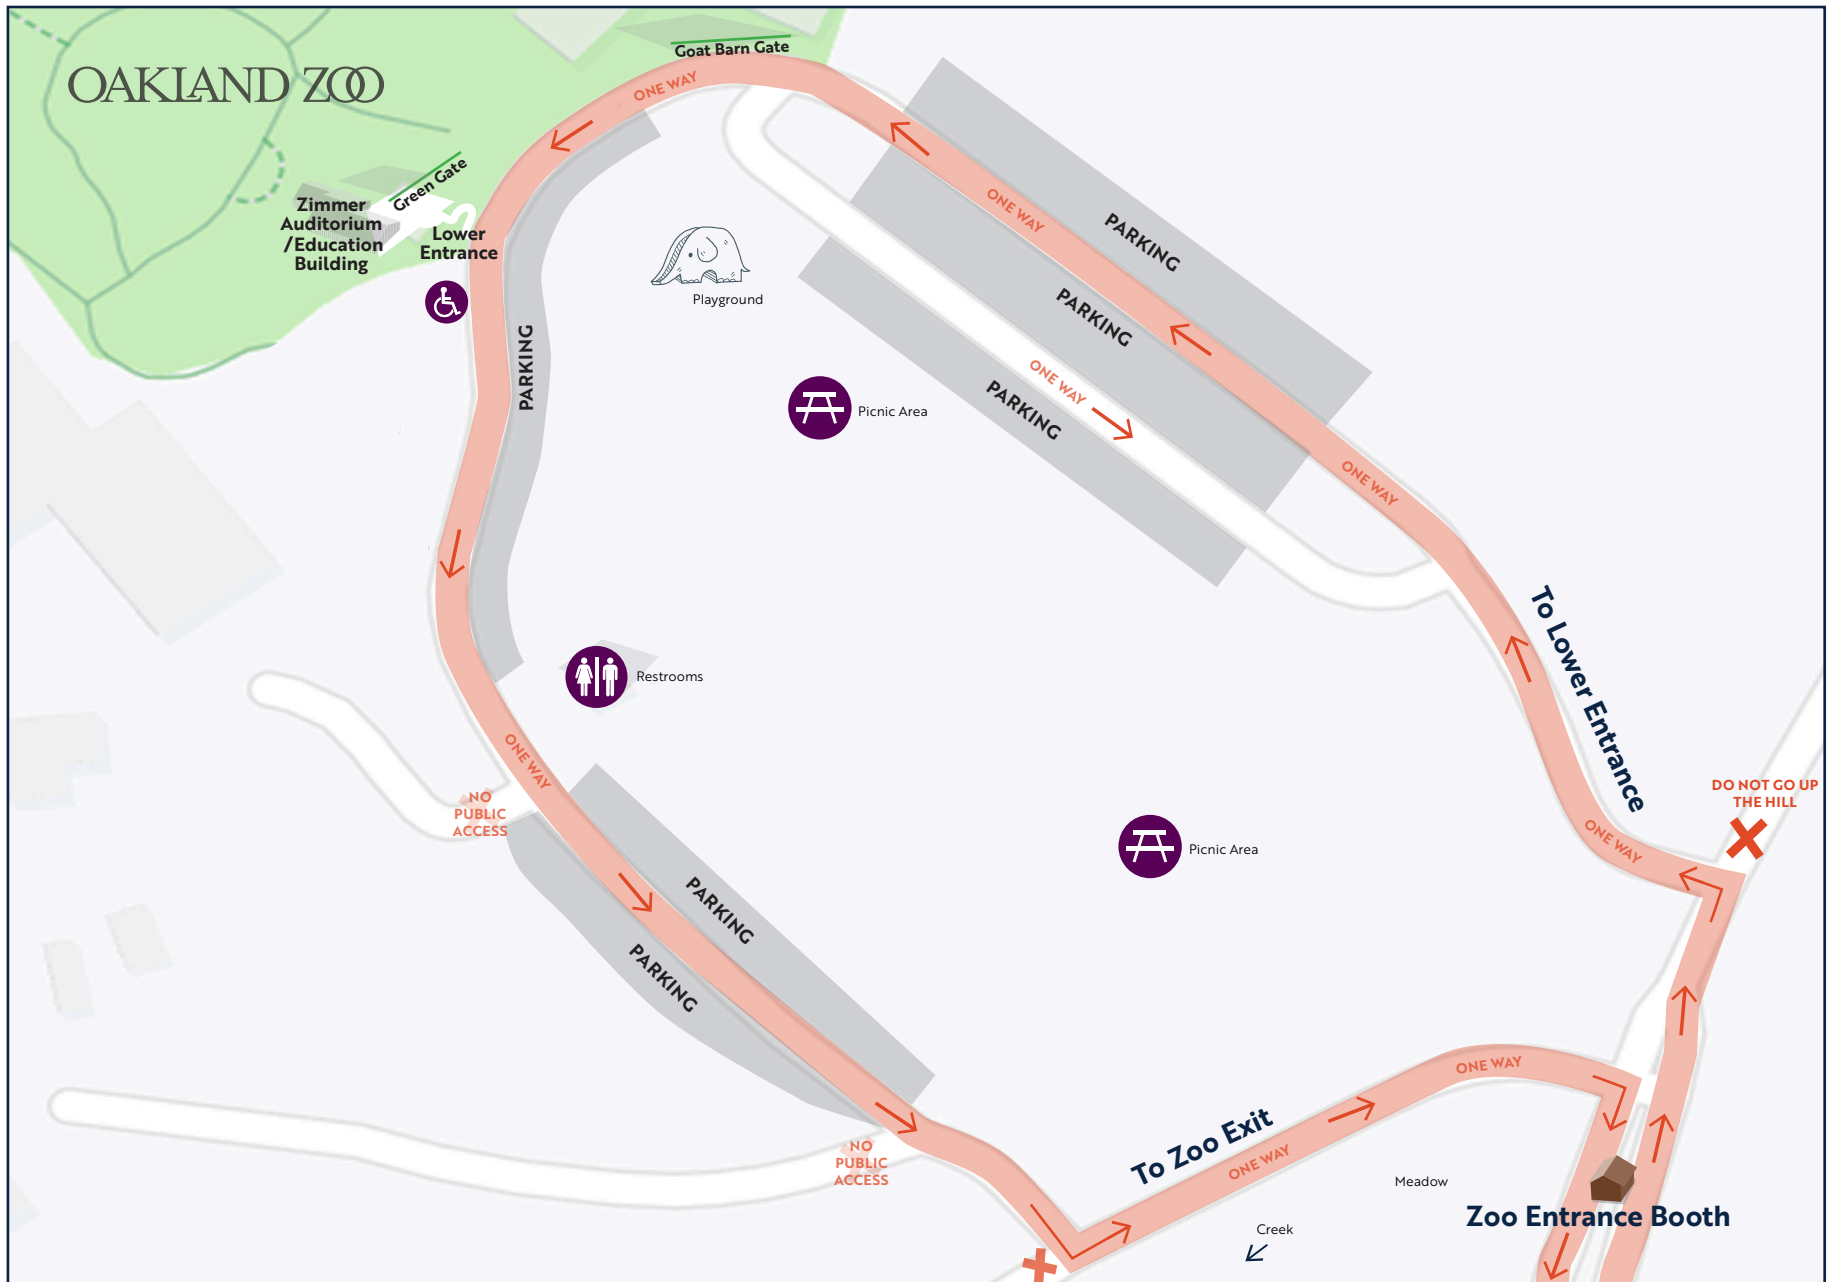 Goat Barn Gate
OAKLAND ZOO
ONE WAY
Green Gate
Zimmer
Auditorium
/Education
Building
Lower
Entrance
ONE WAY
PARKING
PARKING
Playground
PARKING
ONE WAY
PARKING
Picnic Area
ONE WAY
To Lower Entrance
Restrooms
ONE WAY
NO
PUBLIC
ACCESS
DO NOT GO UP
THE HILL
ONE WAY
Picnic Area
PARKING
PARKING
ONE WAY
To Zoo Exit
ONE WAY
NO
PUBLIC
ACCESS
Meadow
Zoo Entrance Booth
Creek